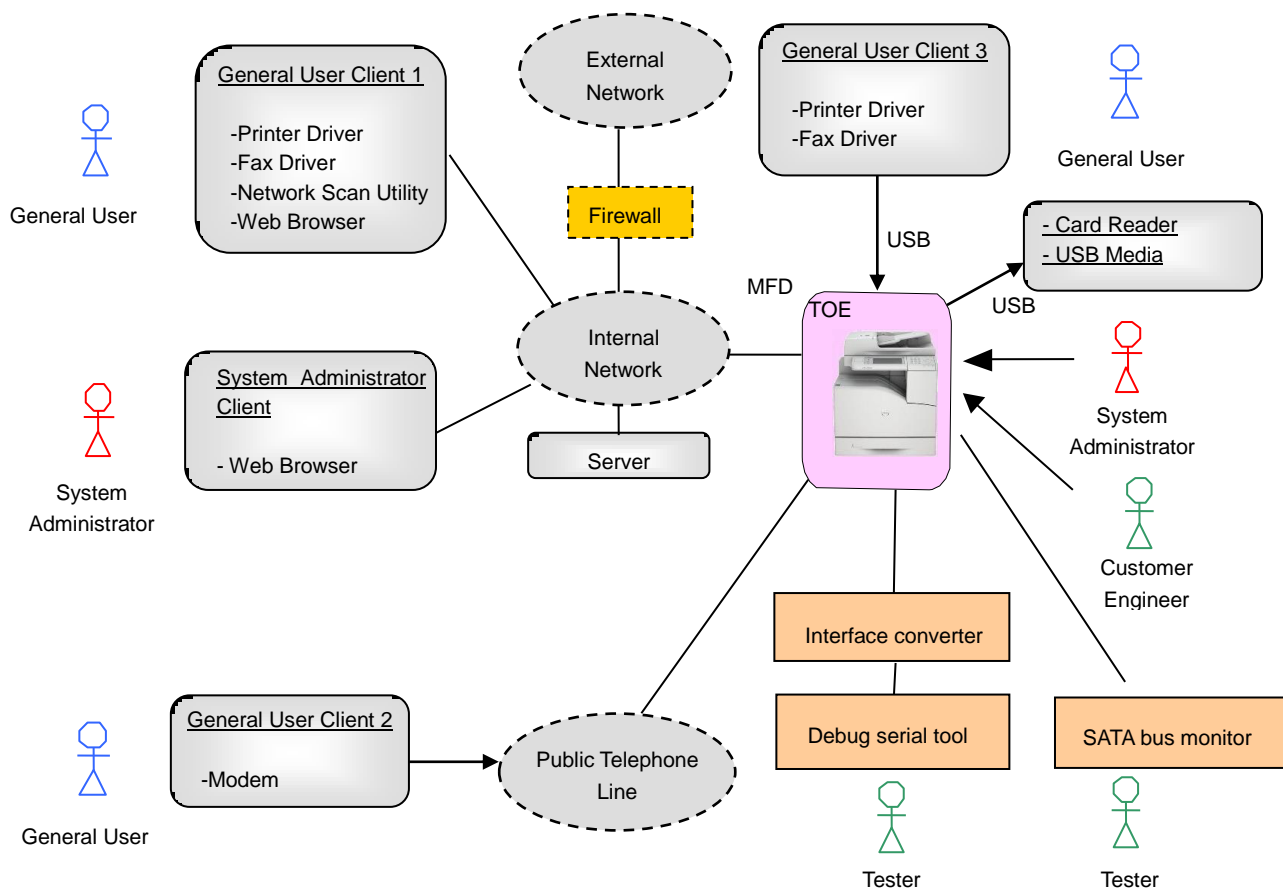 General User Client 1
-Printer Driver
-Fax Driver
-Network Scan Utility
-Web Browser
General User
External
Network
Firewall
General User Client 3
-Printer Driver
-Fax Driver
General User
USB
- Card Reader
- USB Media
USB
MFD
TOE
Internal
Network
System Administrator
Client
- Web Browser
System
Administrator
Server
System
Administrator
Customer
Engineer
Interface converter
Debug serial tool
SATA bus monitor
General User Client 2
-Modem
General User
Public Telephone
Line
Tester
Tester